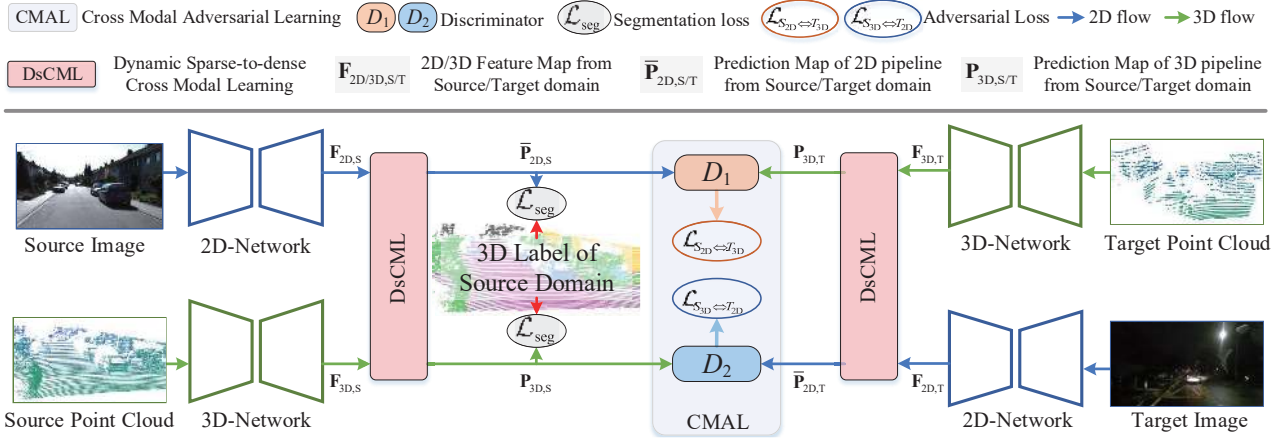 CMAL Cross Modal Adversarial Learning D₁ D₂ Discriminator ℒseg Segmentation loss ℒS2D⇔T3D ℒS3D⇔T2D Adversarial Loss 2D flow 3D flow
DsCML Dynamic Sparse-to-dense Cross Modal Learning F2D/3D,S/T 2D/3D Feature Map from Source/Target domain P̄2D,S/T Prediction Map of 2D pipeline from Source/Target domain P3D,S/T Prediction Map of 3D pipeline from Source/Target domain
Source Image
2D-Network
F2D,S
Source Point Cloud
3D-Network
F3D,S
DsCML
P̄2D,S
ℒseg
3D Label of
Source Domain
ℒseg
P3D,S
D₁
ℒS2D⇔T3D
ℒS3D⇔T2D
D₂
CMAL
P3D,T
P̄2D,T
DsCML
F3D,T
3D-Network
Target Point Cloud
F2D,T
2D-Network
Target Image